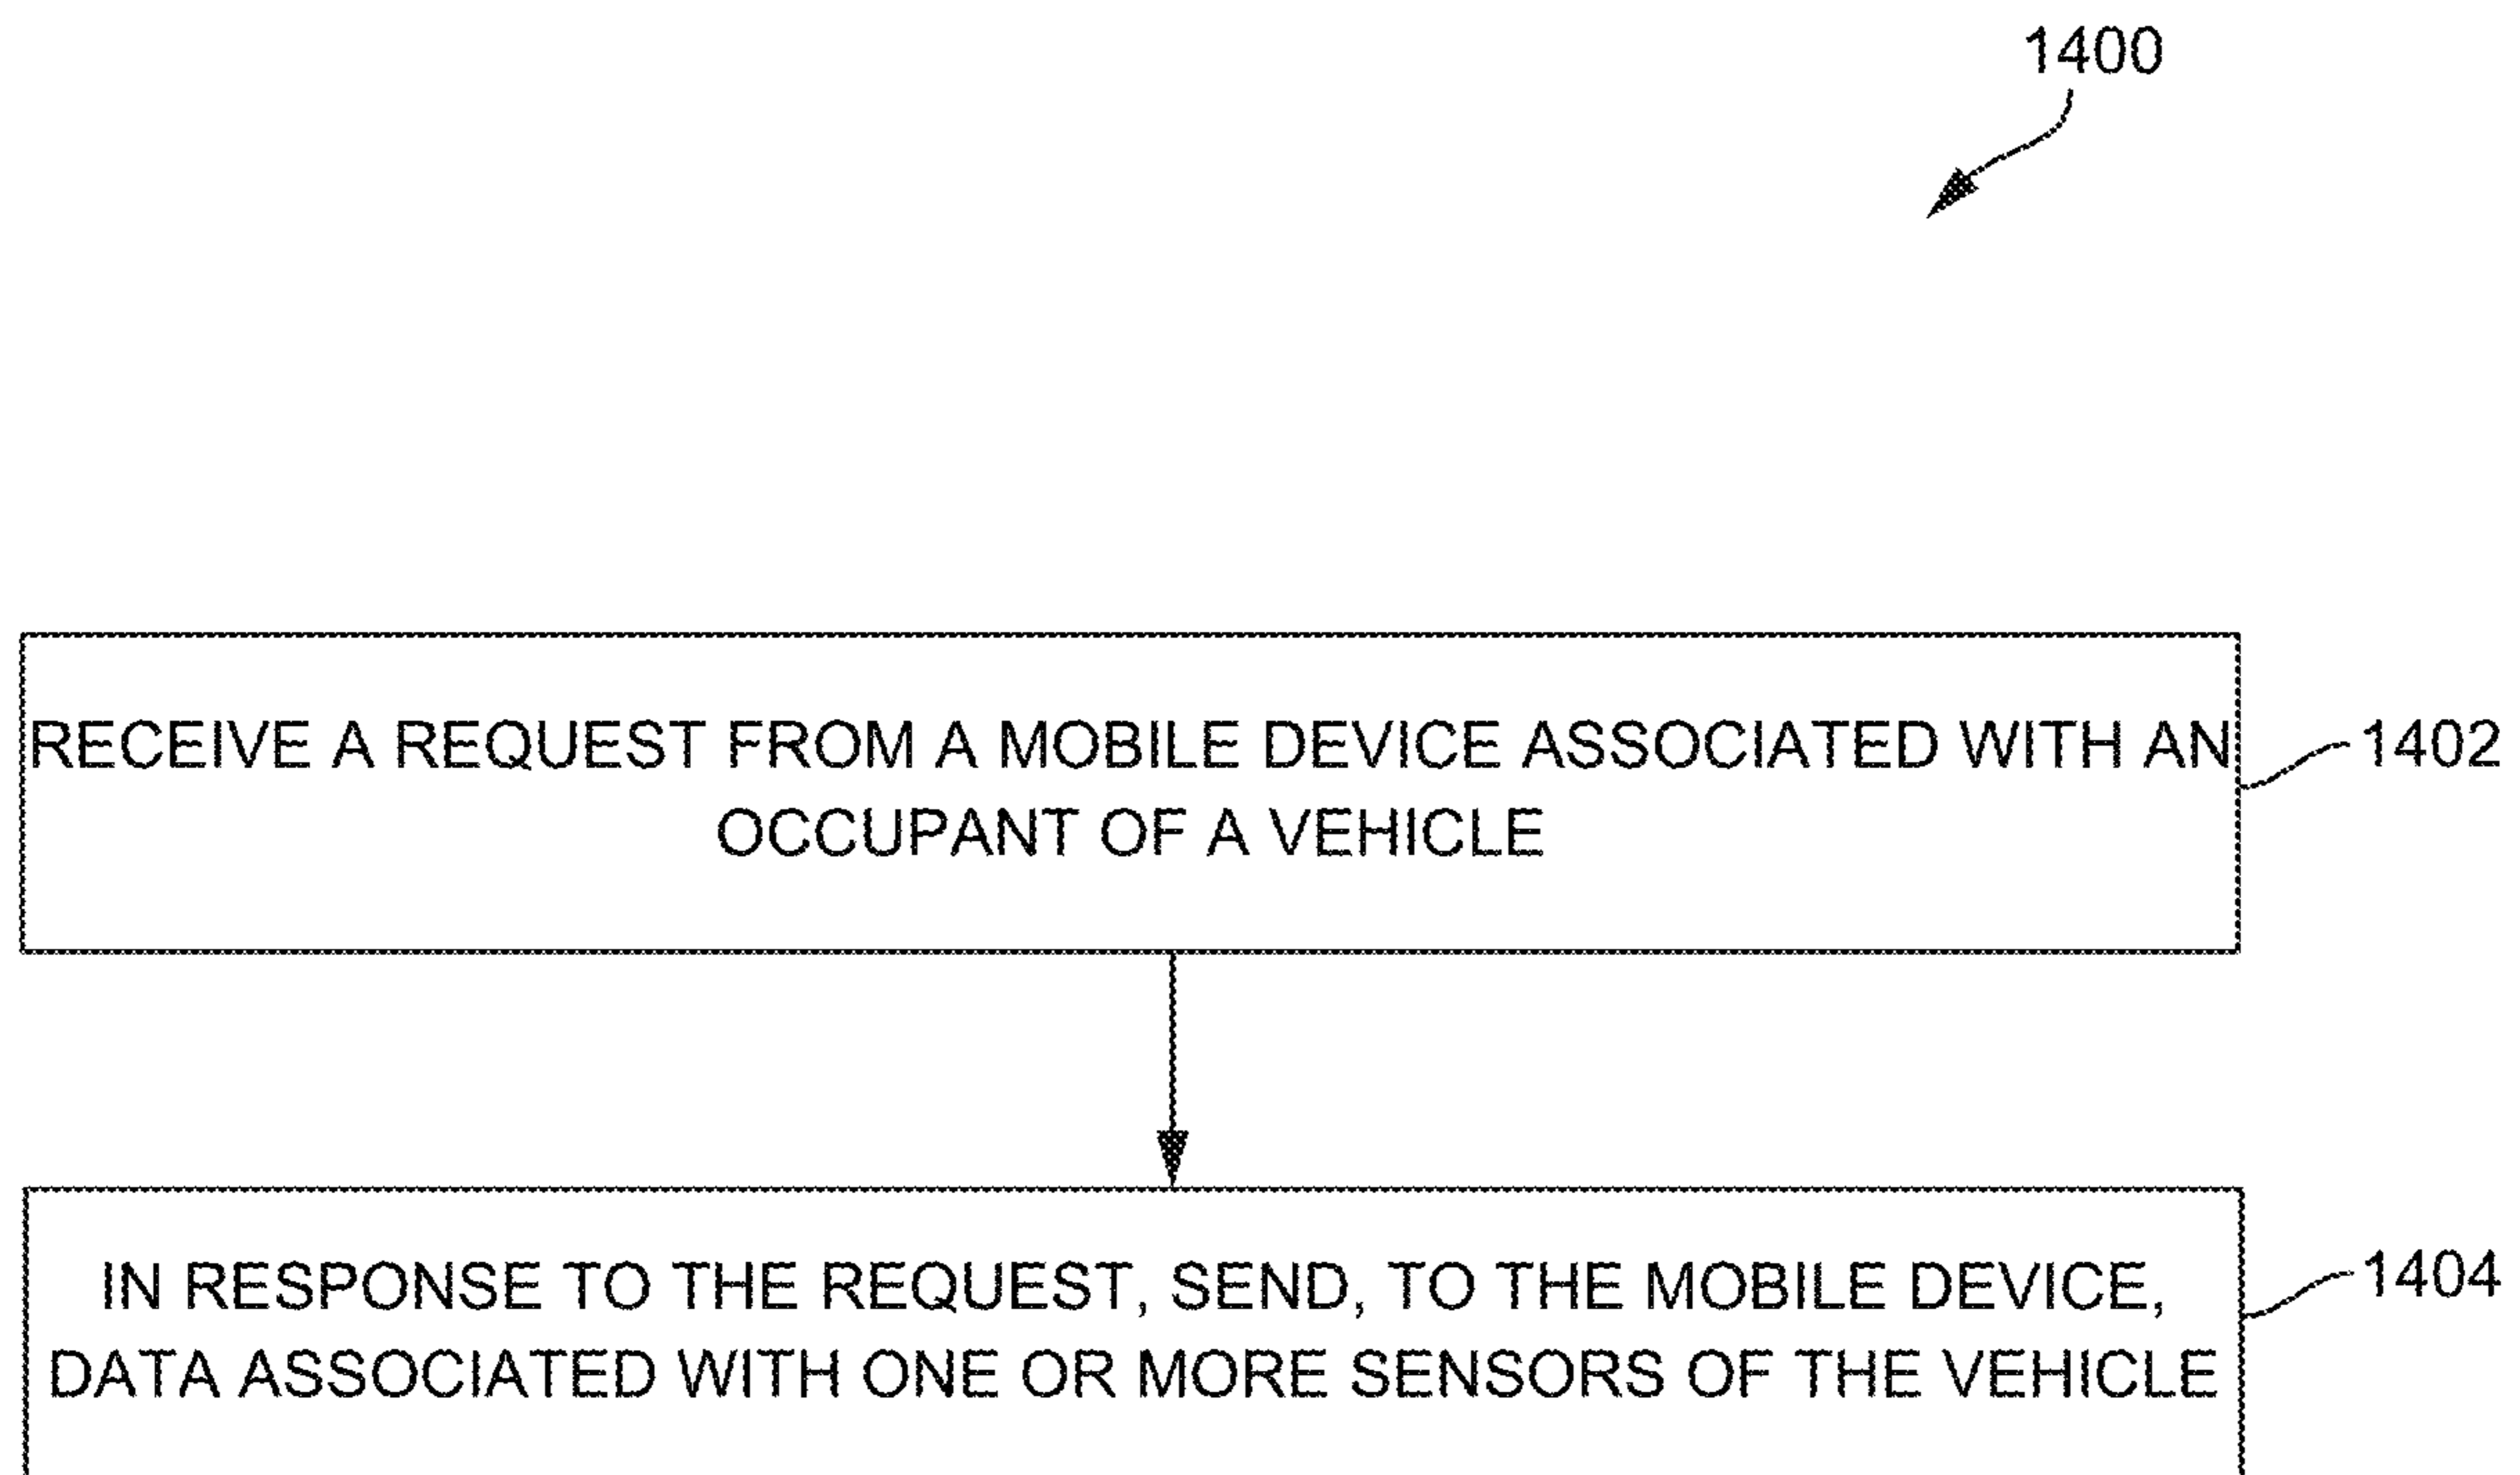 1400
RECEIVE A REQUEST FROM A MOBILE DEVICE ASSOCIATED WITH AN
OCCUPANT OF A VEHICLE
1402
IN RESPONSE TO THE REQUEST, SEND, TO THE MOBILE DEVICE,
DATA ASSOCIATED WITH ONE OR MORE SENSORS OF THE VEHICLE
1404